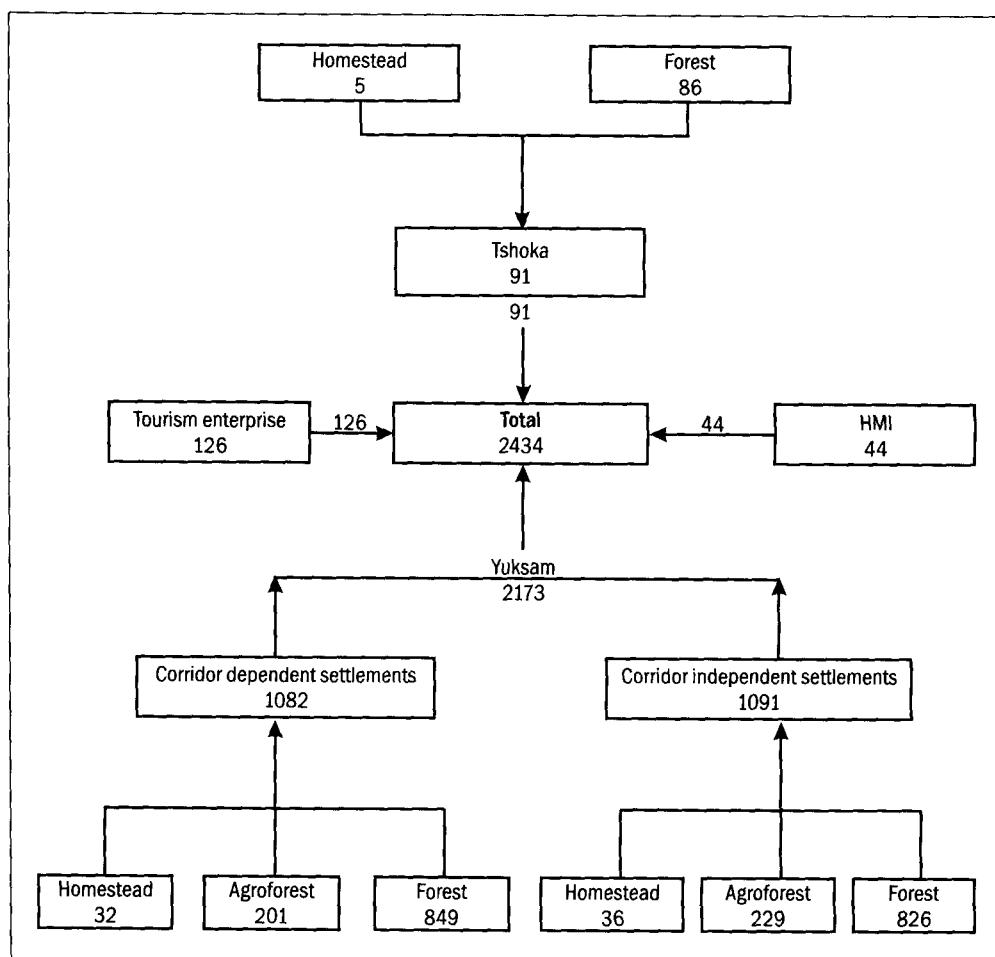 Homestead
5
Forest
86
Tshoka
91
91
Tourism enterprise
126
126
Total
2434
44
HMI
44
Yuksam
2173
Corridor dependent settlements
1082
Corridor independent settlements
1091
Homestead
32
Agroforest
201
Forest
849
Homestead
36
Agroforest
229
Forest
826